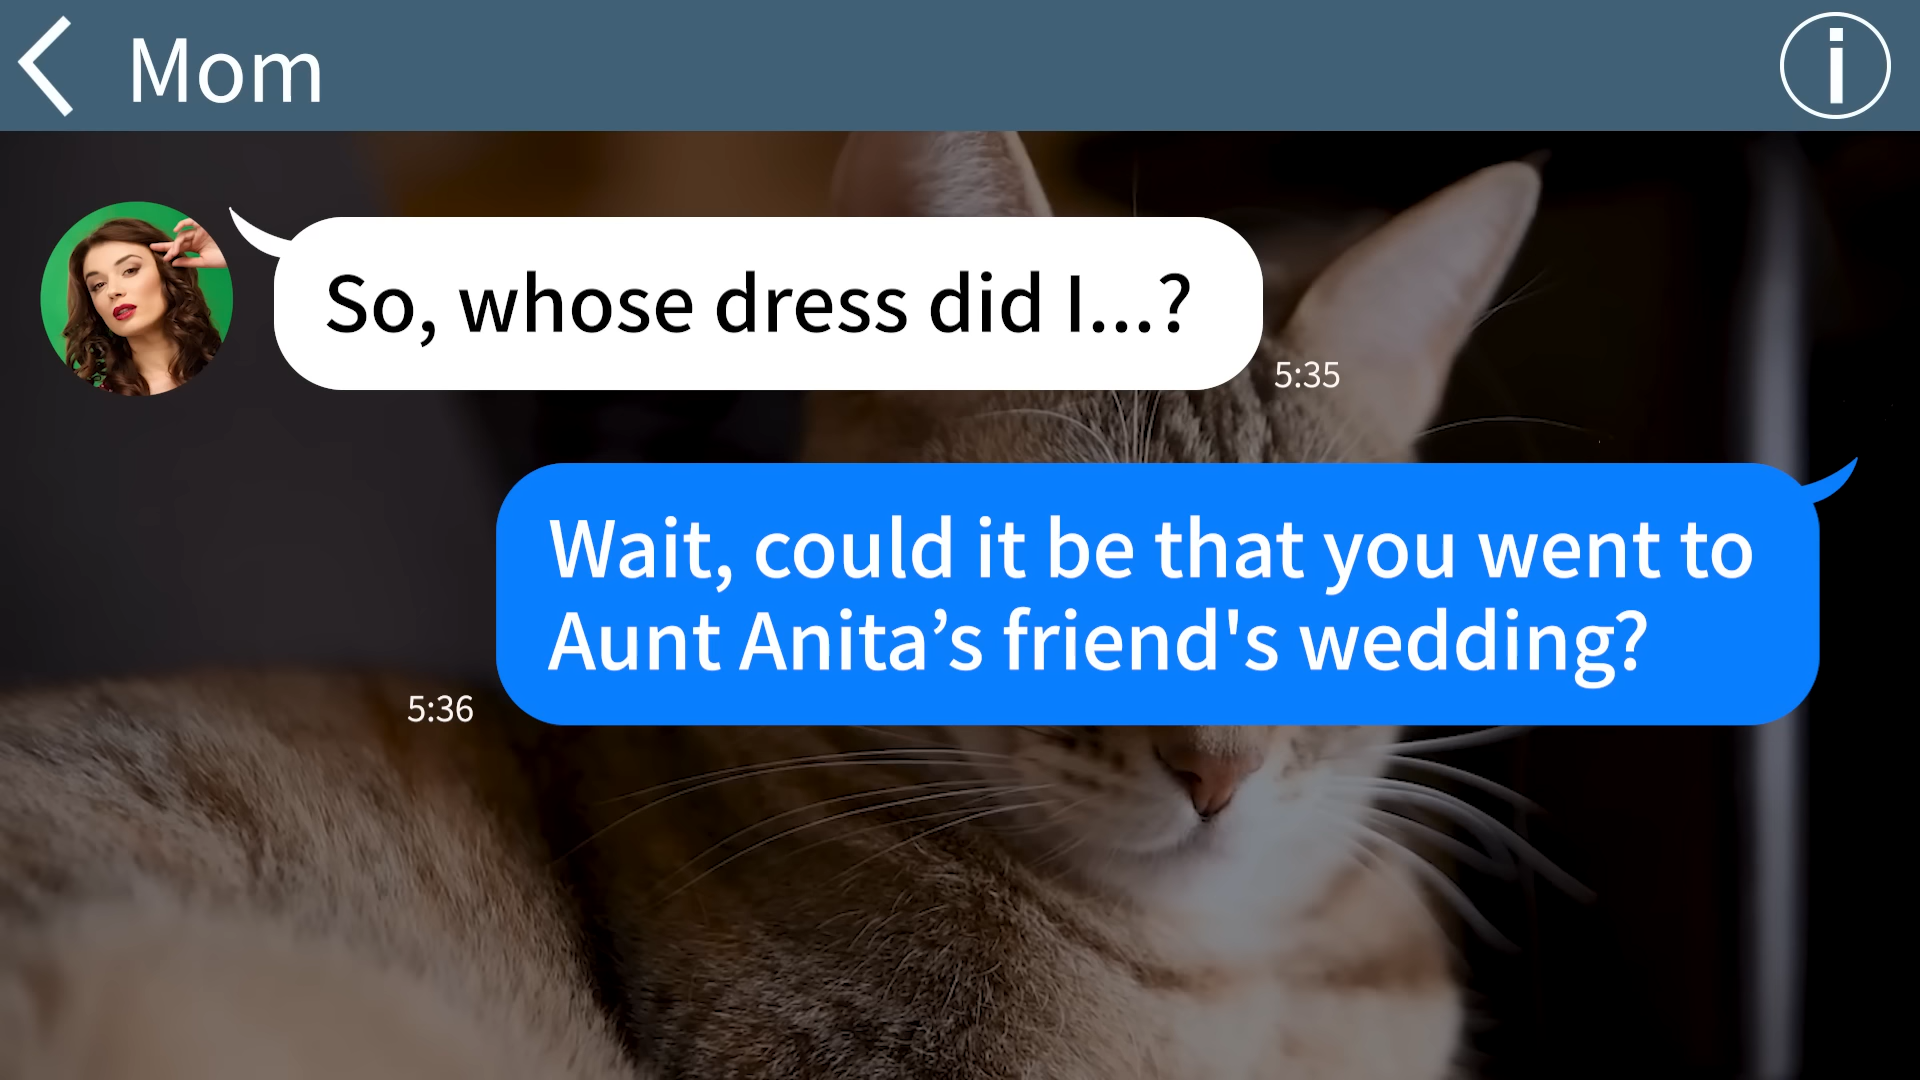 Mom
i
So, whose dress did I...?
5:35
Wait, could it be that you went to
Aunt Anita’s friend's wedding?
5:36